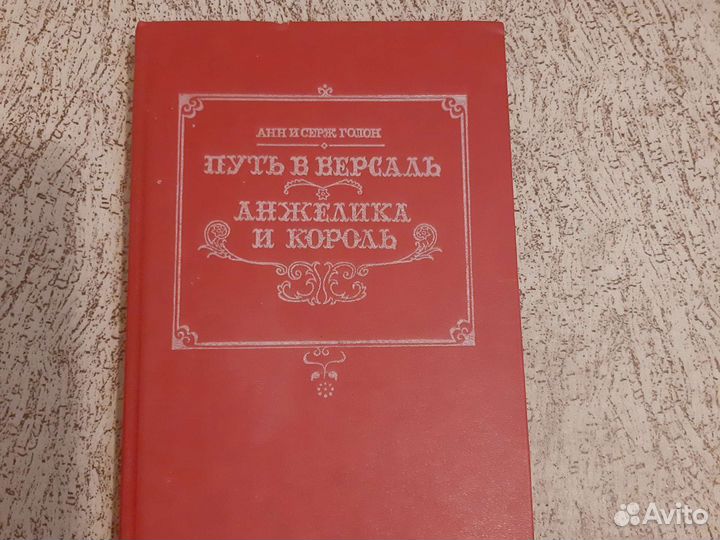 АНН И СЕРЖ ГОЛОН
ПУТЬ В ВЕРСАЛЬ
АНЖЕЛИКА
И КОРОЛЬ
Avito